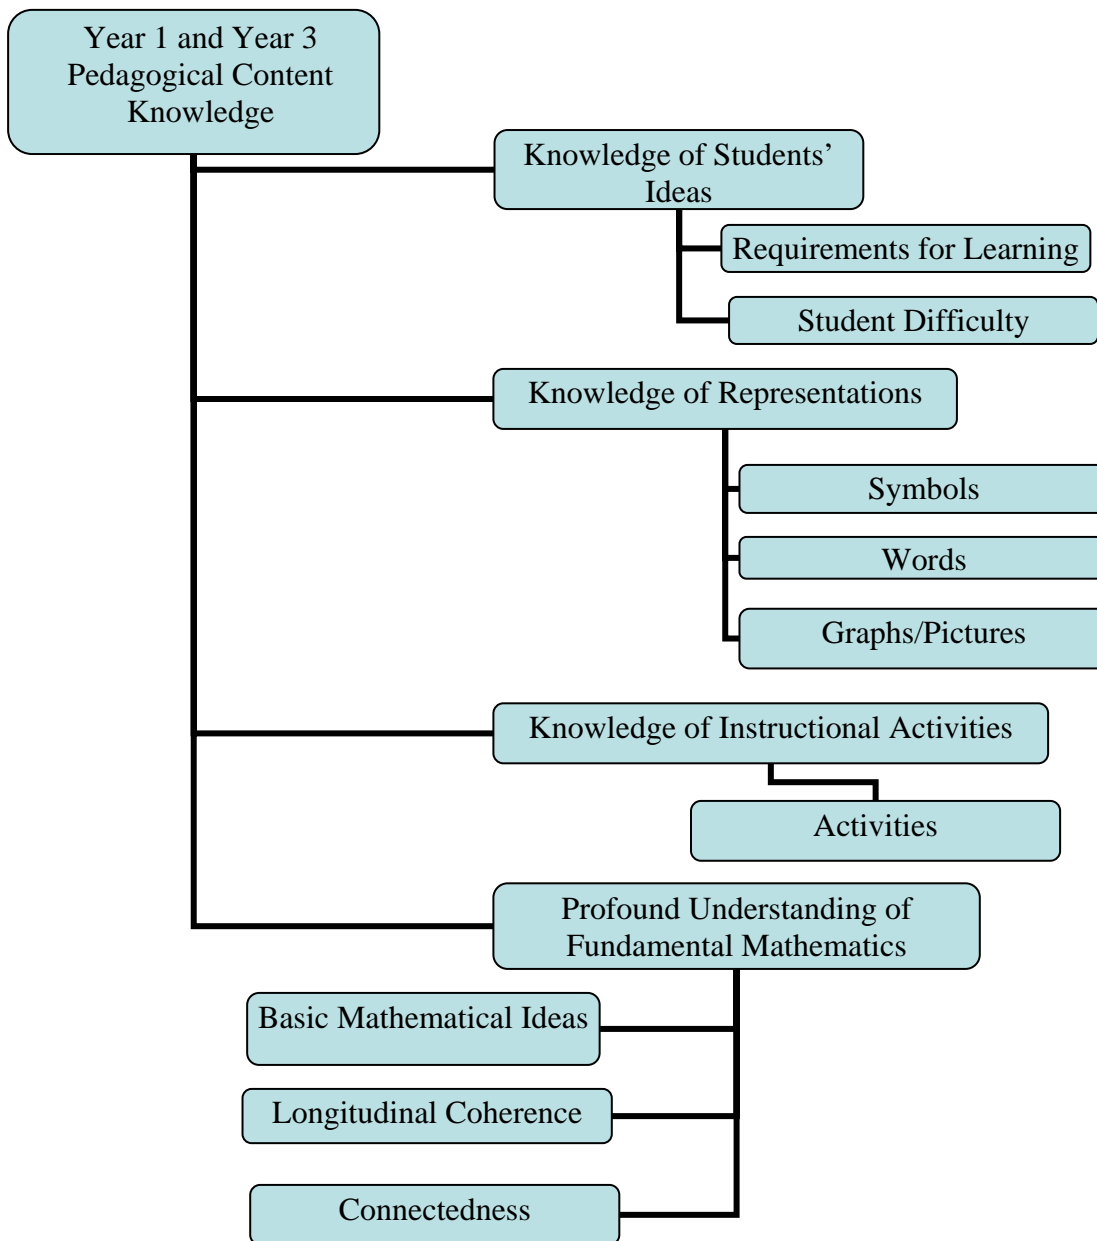 Year 1 and Year 3
Pedagogical Content
Knowledge
Knowledge of Students’
Ideas
Requirements for Learning
Student Difficulty
Knowledge of Representations
Symbols
Words
Graphs/Pictures
Knowledge of Instructional Activities
Activities
Profound Understanding of
Fundamental Mathematics
Basic Mathematical Ideas
Longitudinal Coherence
Connectedness